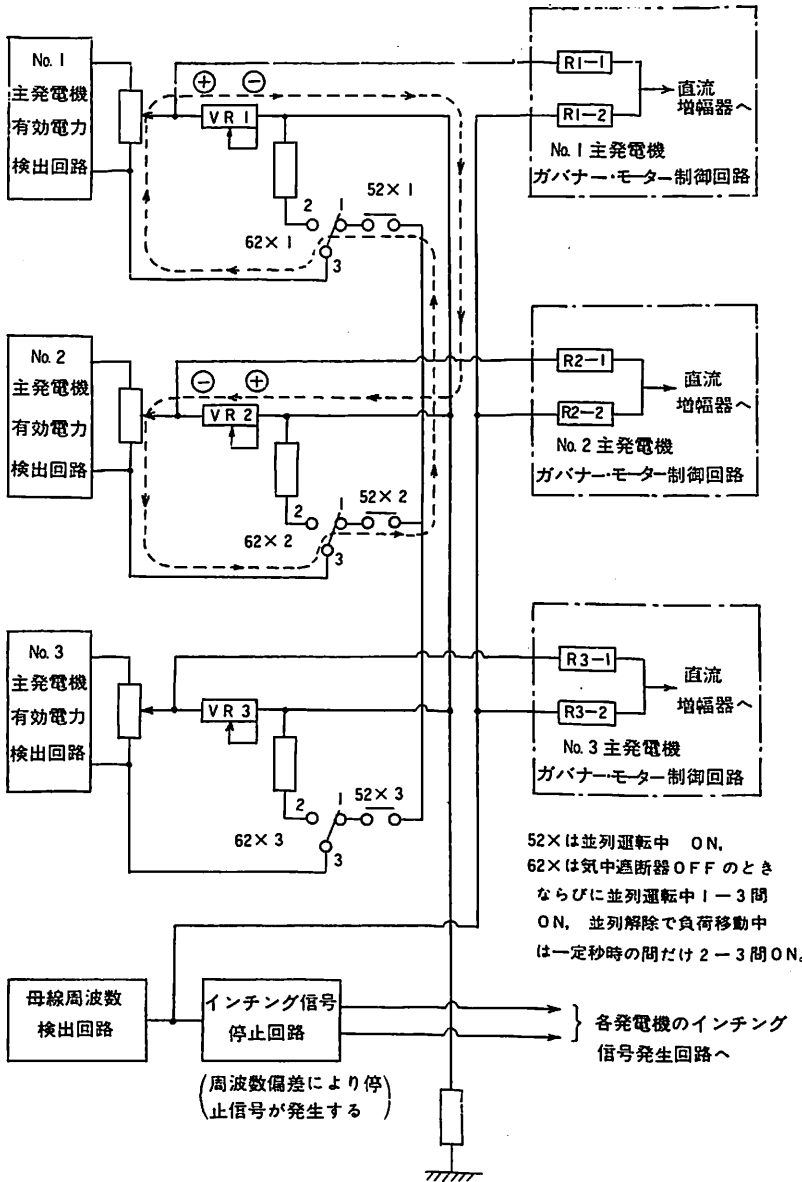 No. 1
主発電機
有効電力
検出回路
⊕ ⊖
VR 1
2
1
3
62×1
52×1
R1-1
R1-2
直流
増幅器へ
No. 1 主発電機
ガバナー・モーター制御回路
No. 2
主発電機
有効電力
検出回路
⊖ ⊕
VR 2
2
1
3
62×2
52×2
R2-1
R2-2
直流
増幅器へ
No. 2 主発電機
ガバナー・モーター制御回路
No. 3
主発電機
有効電力
検出回路
VR 3
2
1
3
62×3
52×3
R3-1
R3-2
直流
増幅器へ
No. 3 主発電機
ガバナー・モーター制御回路
52×は並列運転中 ON,
62×は気中遮断器OFFのとき
ならびに並列運転中1-3間
ON, 並列解除で負荷移動中
は一定秒時の間だけ2-3間ON。
母線周波数
検出回路
インチング信号
停止回路
(周波数偏差により停
止信号が発生する)
各発電機のインチング
信号発生回路へ